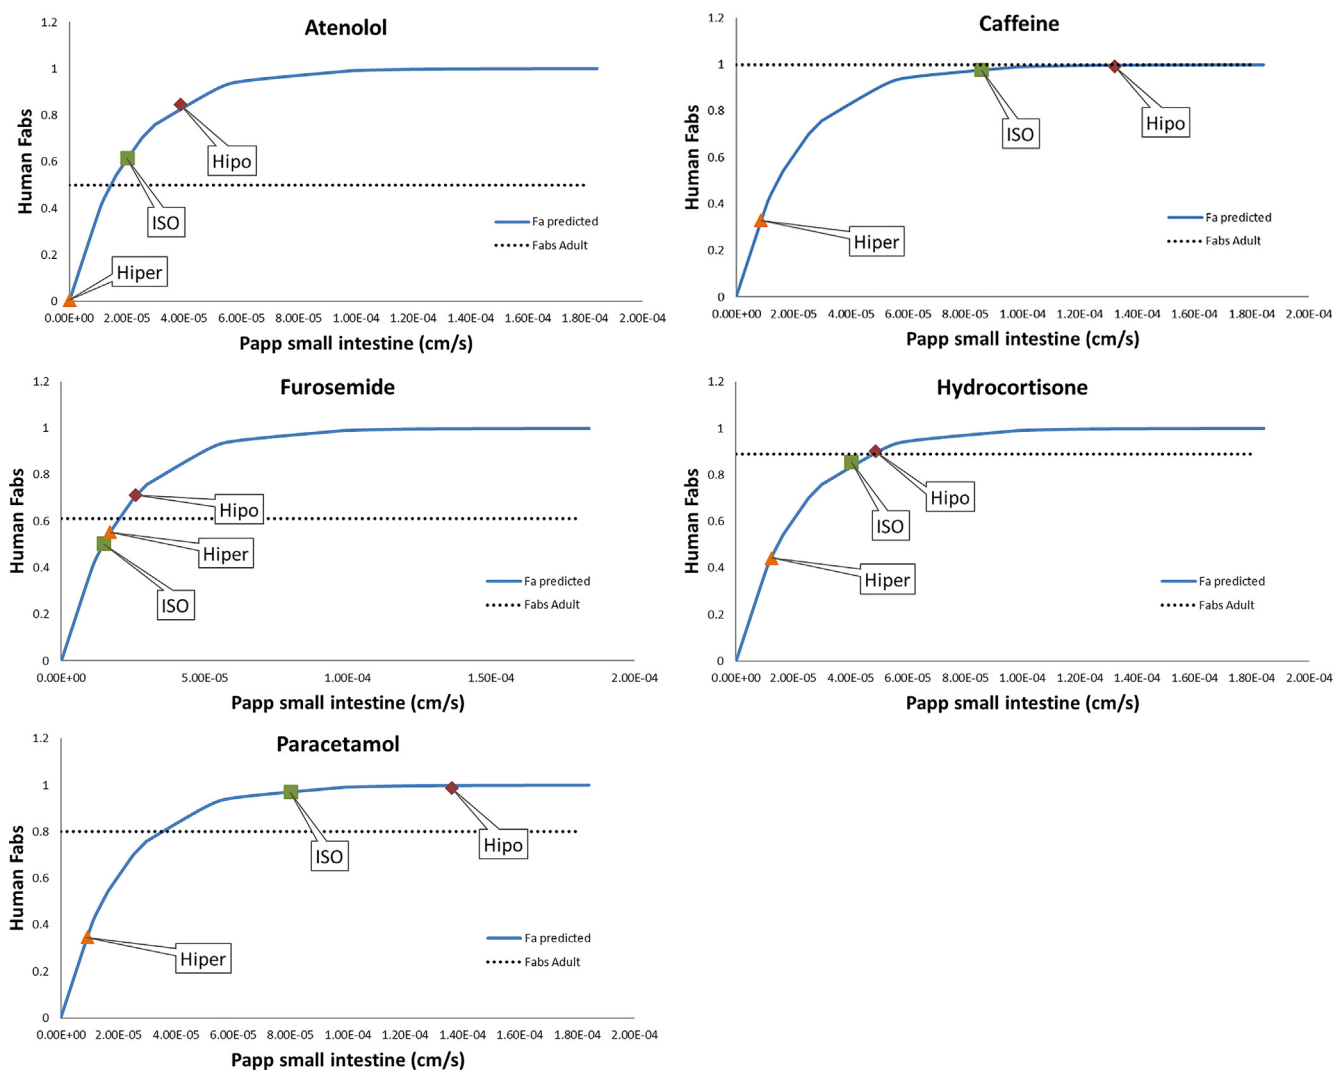 Atenolol
1.2
1
0.8
0.6
0.4
0.2
0
Human Fabs
Hipo
ISO
Hiper
Fa predicted
Fabs Adult
0.00E+00 2.00E-05 4.00E-05 6.00E-05 8.00E-05 1.00E-04 1.20E-04 1.40E-04 1.60E-04 1.80E-04 2.00E-04
Papp small intestine (cm/s)
Caffeine
1.2
1
0.8
0.6
0.4
0.2
0
Human Fabs
ISO
Hipo
Hiper
Fa predicted
Fabs Adult
0.00E+00 2.00E-05 4.00E-05 6.00E-05 8.00E-05 1.00E-04 1.20E-04 1.40E-04 1.60E-04 1.80E-04 2.00E-04
Papp small intestine (cm/s)
Furosemide
1.2
1
0.8
0.6
0.4
0.2
0
Human Fabs
Hipo
Hiper
ISO
Fa predicted
Fabs Adult
0.00E+00 5.00E-05 1.00E-04 1.50E-04 2.00E-04
Papp small intestine (cm/s)
Hydrocortisone
1.2
1
0.8
0.6
0.4
0.2
0
Human Fabs
Hipo
ISO
Hiper
Fa predicted
Fabs Adult
0.00E+00 2.00E-05 4.00E-05 6.00E-05 8.00E-05 1.00E-04 1.20E-04 1.40E-04 1.60E-04 1.80E-04 2.00E-04
Papp small intestine (cm/s)
Paracetamol
1.2
1
0.8
0.6
0.4
0.2
0
Human Fabs
ISO
Hipo
Hiper
Fa predicted
Fabs Adult
0.00E+00 2.00E-05 4.00E-05 6.00E-05 8.00E-05 1.00E-04 1.20E-04 1.40E-04 1.60E-04 1.80E-04 2.00E-04
Papp small intestine (cm/s)